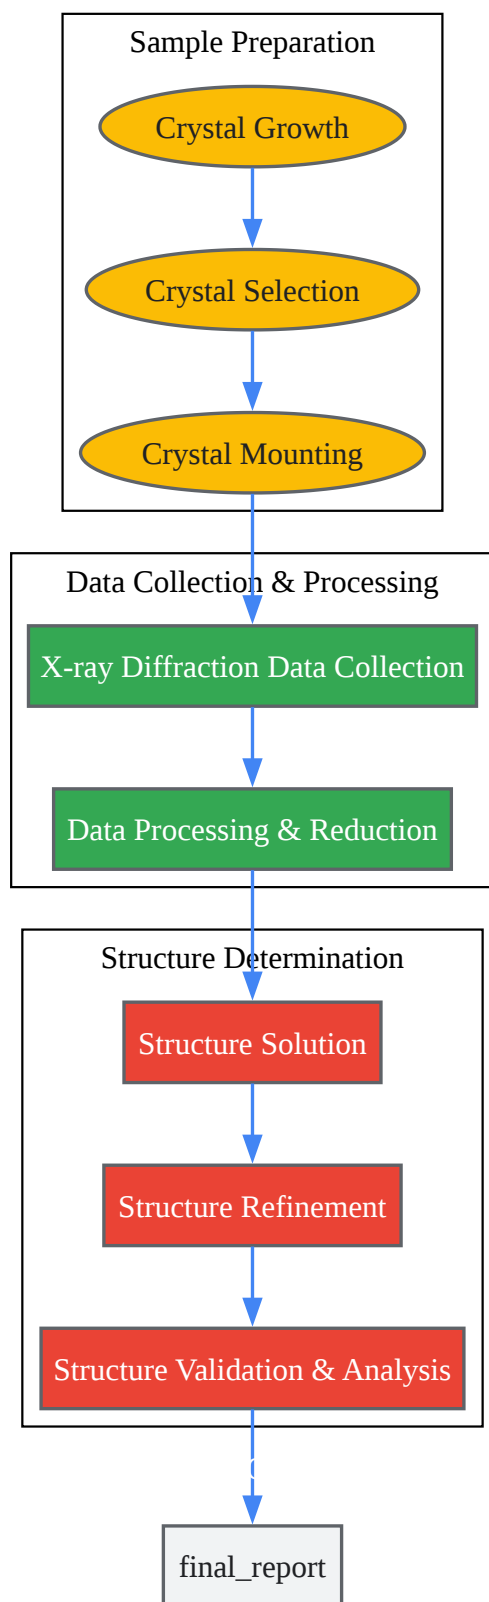 Sample Preparation
Crystal Growth
Crystal Selection
Crystal Mounting
Data Collection & Processing
X-ray Diffraction Data Collection
Data Processing & Reduction
Structure Determination
Structure Solution
Structure Refinement
Structure Validation & Analysis
final_report